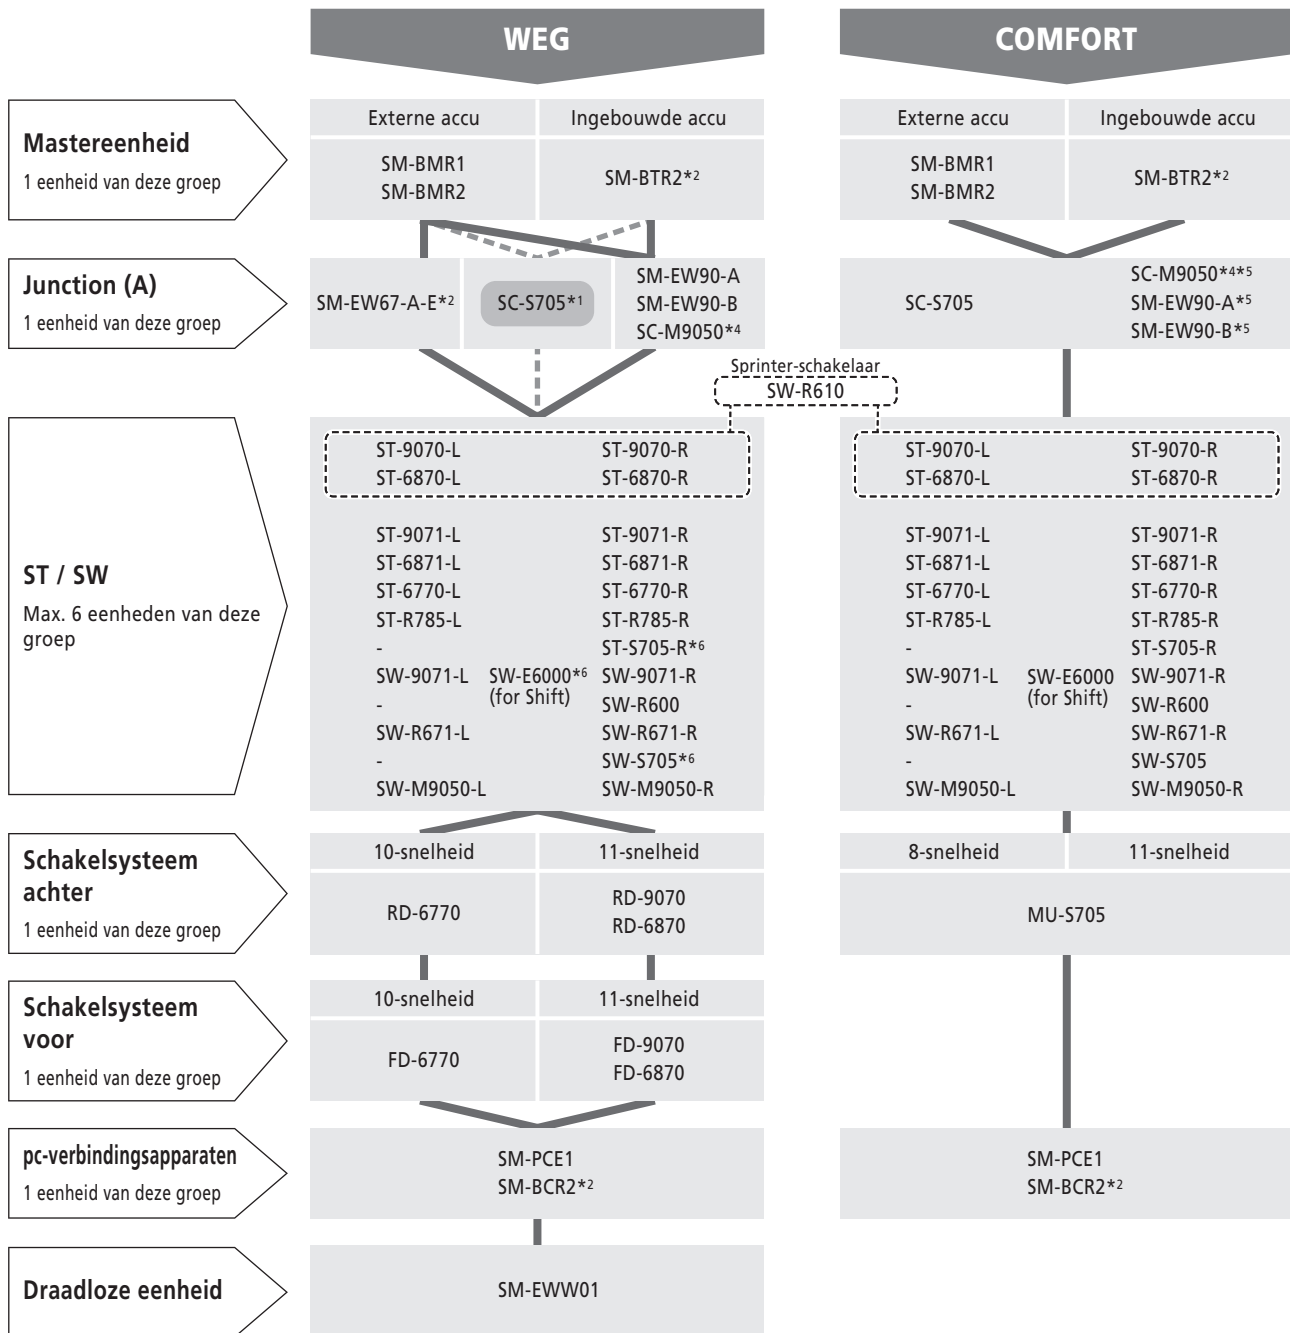 WEG
COMFORT
Mastereenheid
1 eenheid van deze groep
Externe accu
Ingebouwde accu
SM-BMR1
SM-BMR2
SM-BTR2*2
Externe accu
Ingebouwde accu
SM-BMR1
SM-BMR2
SM-BTR2*2
Junction (A)
1 eenheid van deze groep
SM-EW67-A-E*2
SC-S705*1
SM-EW90-A
SM-EW90-B
SC-M9050*4
SC-S705
SC-M9050*4*5
SM-EW90-A*5
SM-EW90-B*5
Sprinter-schakelaar
SW-R610
ST / SW
Max. 6 eenheden van deze
groep
ST-9070-L ST-9070-R
ST-6870-L ST-6870-R
ST-9071-L ST-9071-R
ST-6871-L ST-6871-R
ST-6770-L ST-6770-R
ST-R785-L ST-R785-R
- ST-S705-R*6
SW-9071-L SW-E6000*6 SW-9071-R
(for Shift)
- SW-R600
SW-R671-L SW-R671-R
- SW-S705*6
SW-M9050-L SW-M9050-R
ST-9070-L ST-9070-R
ST-6870-L ST-6870-R
ST-9071-L ST-9071-R
ST-6871-L ST-6871-R
ST-6770-L ST-6770-R
ST-R785-L ST-R785-R
- ST-S705-R
SW-9071-L SW-E6000 SW-9071-R
(for Shift)
- SW-R600
SW-R671-L SW-R671-R
- SW-S705
SW-M9050-L SW-M9050-R
Schakelsysteem
achter
1 eenheid van deze groep
10-snelheid
11-snelheid
RD-6770
RD-9070
RD-6870
8-snelheid
11-snelheid
MU-S705
Schakelsysteem
voor
1 eenheid van deze groep
10-snelheid
11-snelheid
FD-6770
FD-9070
FD-6870
pc-verbindingsapparaten
1 eenheid van deze groep
SM-PCE1
SM-BCR2*2
SM-PCE1
SM-BCR2*2
Draadloze eenheid
SM-EWW01